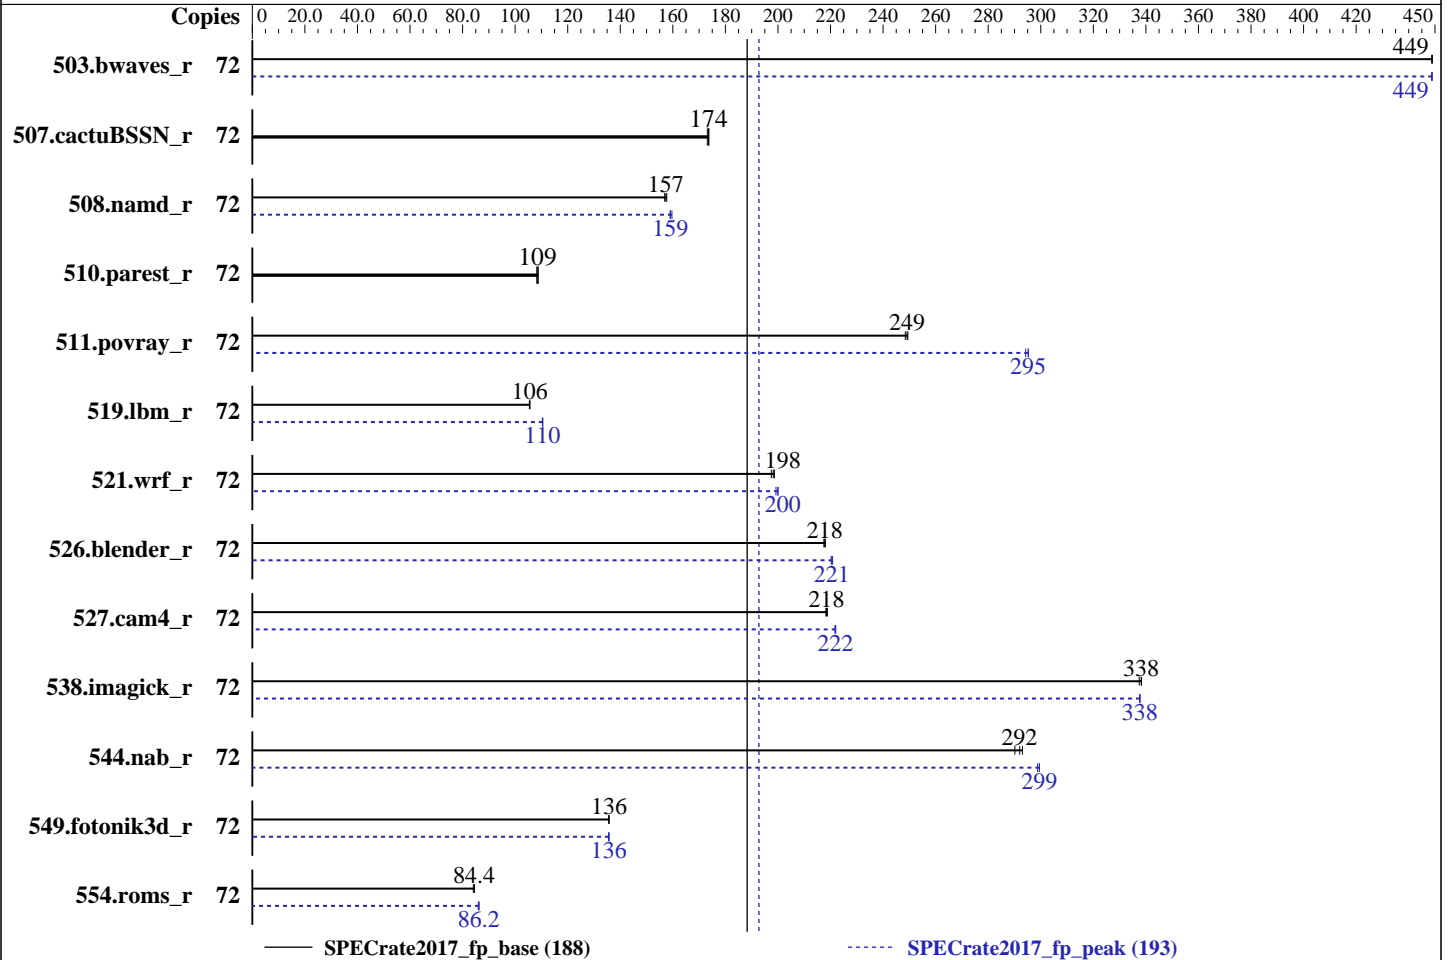 Copies 0 20.0 40.0 60.0 80.0 100 120 140 160 180 200 220 240 260 280 300 320 340 360 380 400 420 450
503.bwaves_r 72 449
449
507.cactuBSSN_r 72 174
508.namd_r 72 157
159
510.parest_r 72 109
511.povray_r 72 249
295
519.lbm_r 72 106
110
521.wrf_r 72 198
200
526.blender_r 72 218
221
527.cam4_r 72 218
222
538.imagick_r 72 338
338
544.nab_r 72 292
299
549.fotonik3d_r 72 136
136
554.roms_r 72 84.4
86.2
SPECrate2017_fp_base (188) SPECrate2017_fp_peak (193)